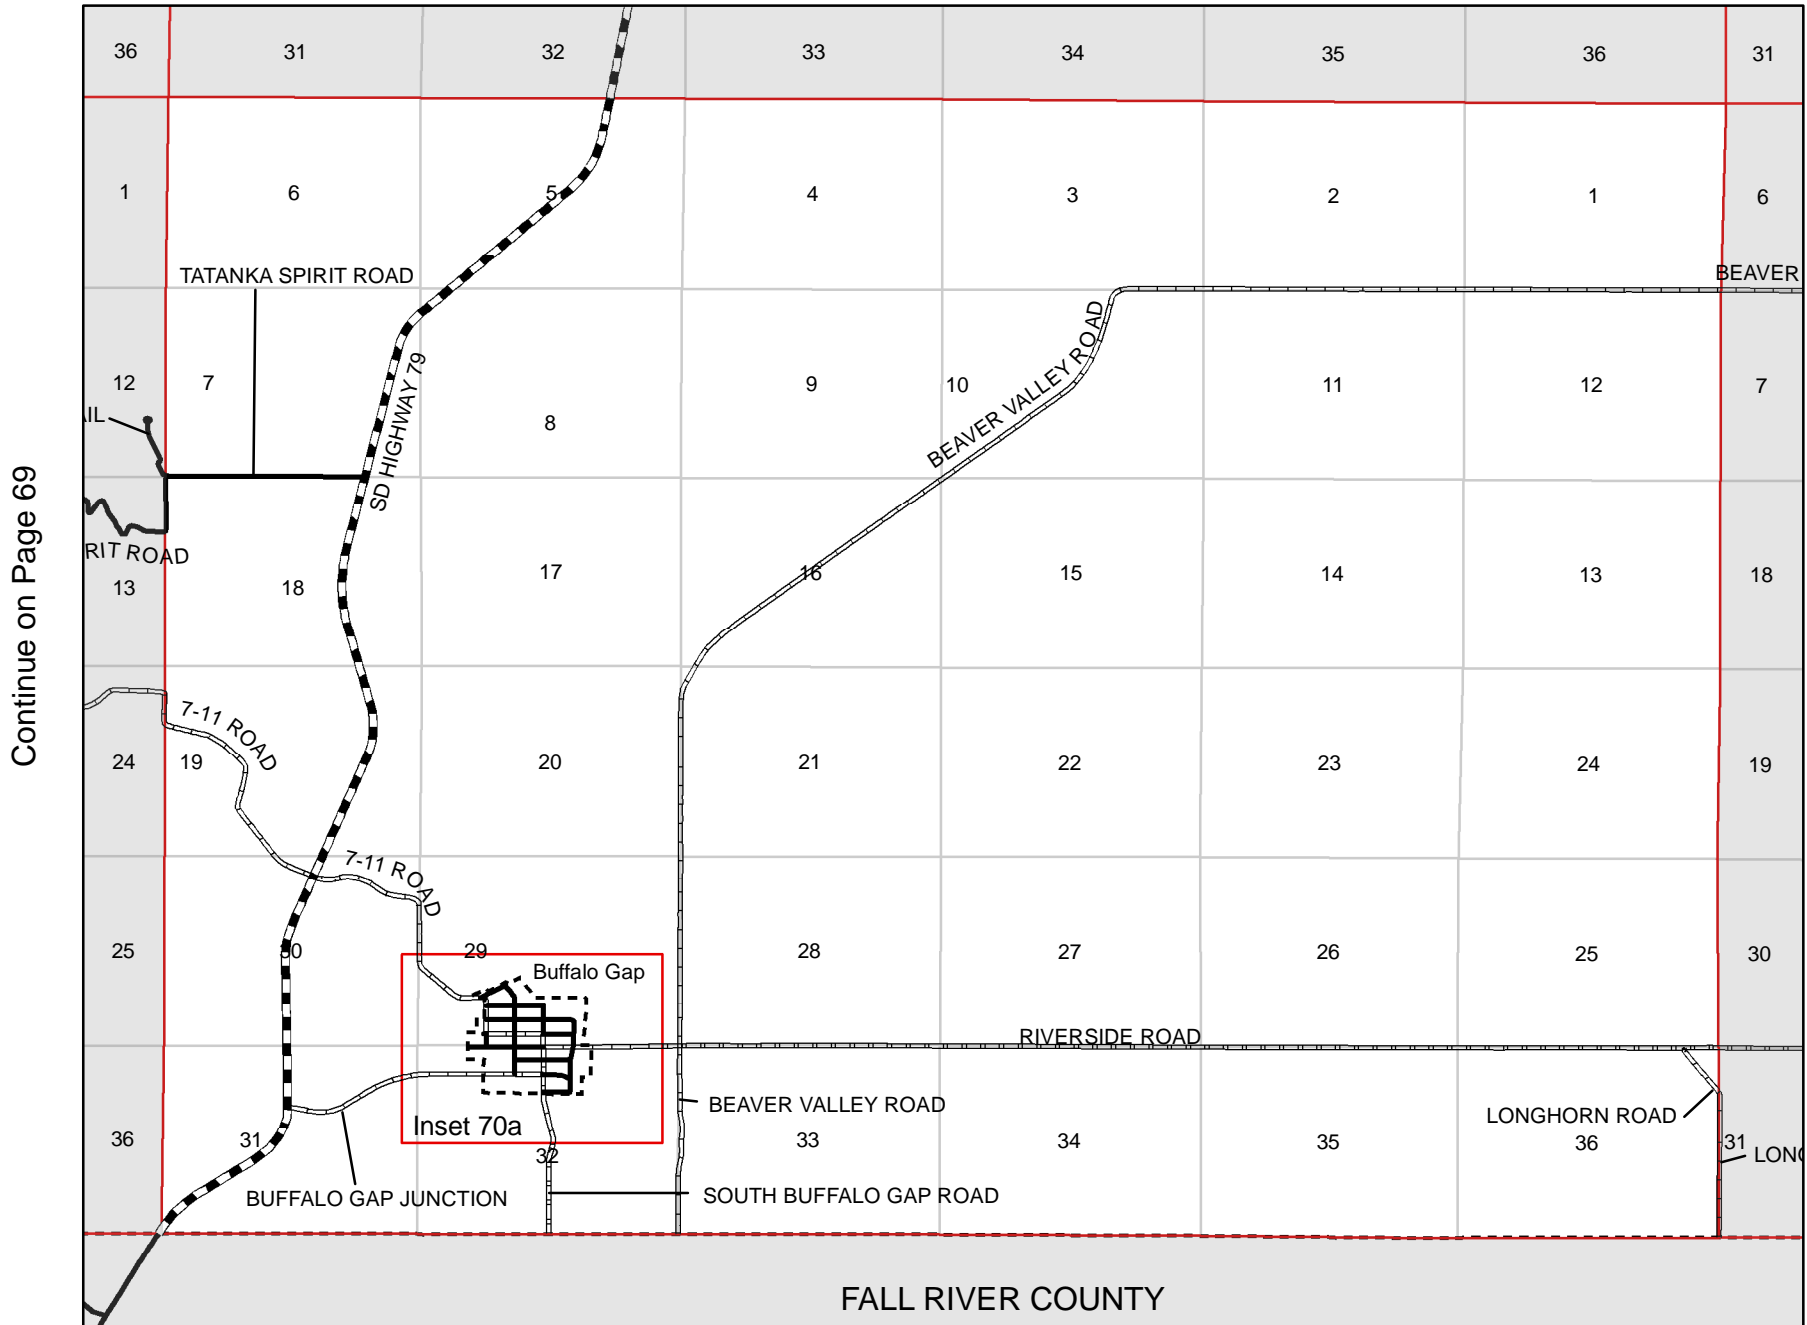 36 31 32 33 34 35 36 31
1 6 5 4 3 2 1 6
TATANKA SPIRIT ROAD
BEAVER
BEAVER VALLEY ROAD
SD HIGHWAY 79
12 7 8 9 10 11 12 7
IL
RIT ROAD
13 18 17 16 15 14 13 18
Continue on Page 69
7-11 ROAD
24 19 20 21 22 23 24 19
7-11 ROAD
25 30 29 28 27 26 25 30
Buffalo Gap
RIVERSIDE ROAD
BEAVER VALLEY ROAD
LONGHORN ROAD
Inset 70a
36 31 32 33 34 35 36 31
LONG
BUFFALO GAP JUNCTION
SOUTH BUFFALO GAP ROAD
FALL RIVER COUNTY